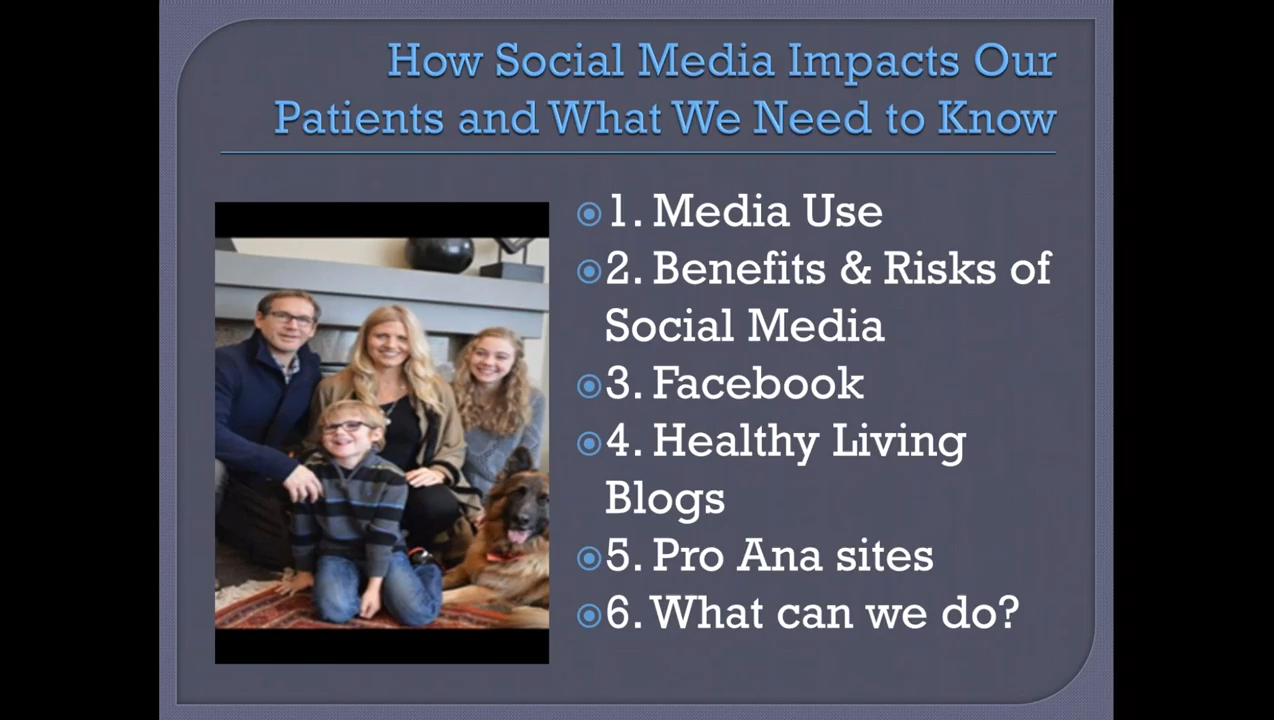 How Social Media Impacts Our
Patients and What We Need to Know
1. Media Use
2. Benefits & Risks of
Social Media
3. Facebook
4. Healthy Living
Blogs
5. Pro Ana sites
6. What can we do?